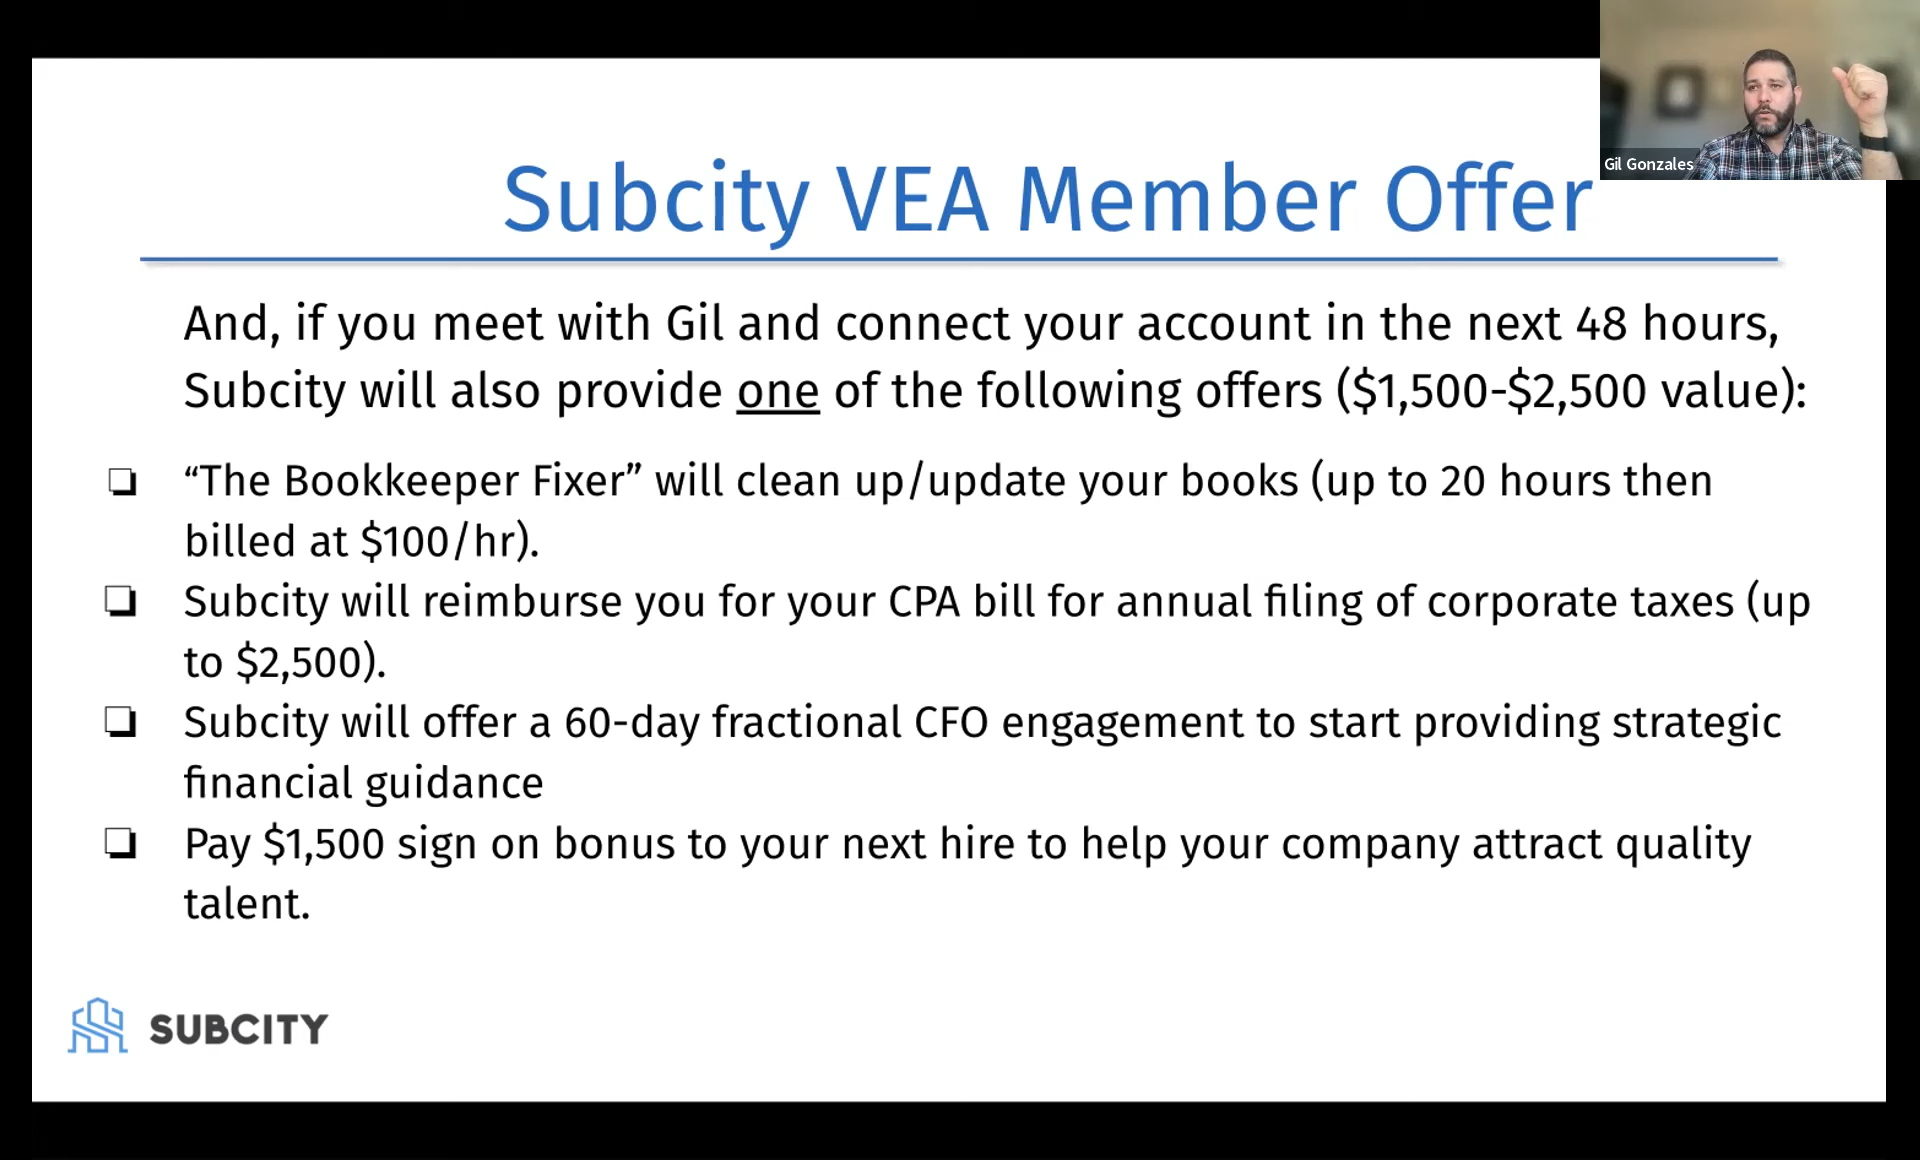 Gil Gonzales
Subcity VEA Member Offer
And, if you meet with Gil and connect your account in the next 48 hours,
Subcity will also provide one of the following offers ($1,500-$2,500 value):
❏ “The Bookkeeper Fixer” will clean up/update your books (up to 20 hours then
billed at $100/hr).
❏ Subcity will reimburse you for your CPA bill for annual filing of corporate taxes (up
to $2,500).
❏ Subcity will offer a 60-day fractional CFO engagement to start providing strategic
financial guidance
❏ Pay $1,500 sign on bonus to your next hire to help your company attract quality
talent.
SUBCITY